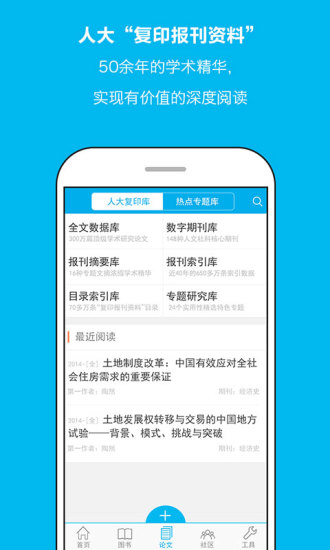 人大“复印报刊资料”
50余年的学术精华,
实现有价值的深度阅读
人大复印库 热点专题库
全文数据库 数字期刊库
300万篇顶级学术研究论文 148种人文社科核心期刊
报刊摘要库 报刊索引库
16种专题文摘浓缩学术精华 近40年的650多万条索引数据
目录索引库 专题研究库
70多万条“复印报刊资料”目录 24个实用性精选特色专题
最近阅读
2014-[全] 土地制度改革：中国有效应对全社
会住房需求的重要保证
第一作者：陶然 期刊：经济史
2014-[全] 土地发展权转移与交易的中国地方
试验——背景、模式、挑战与突破
第一作者：陶然 期刊：经济史
首页 图书 论文 社区 工具